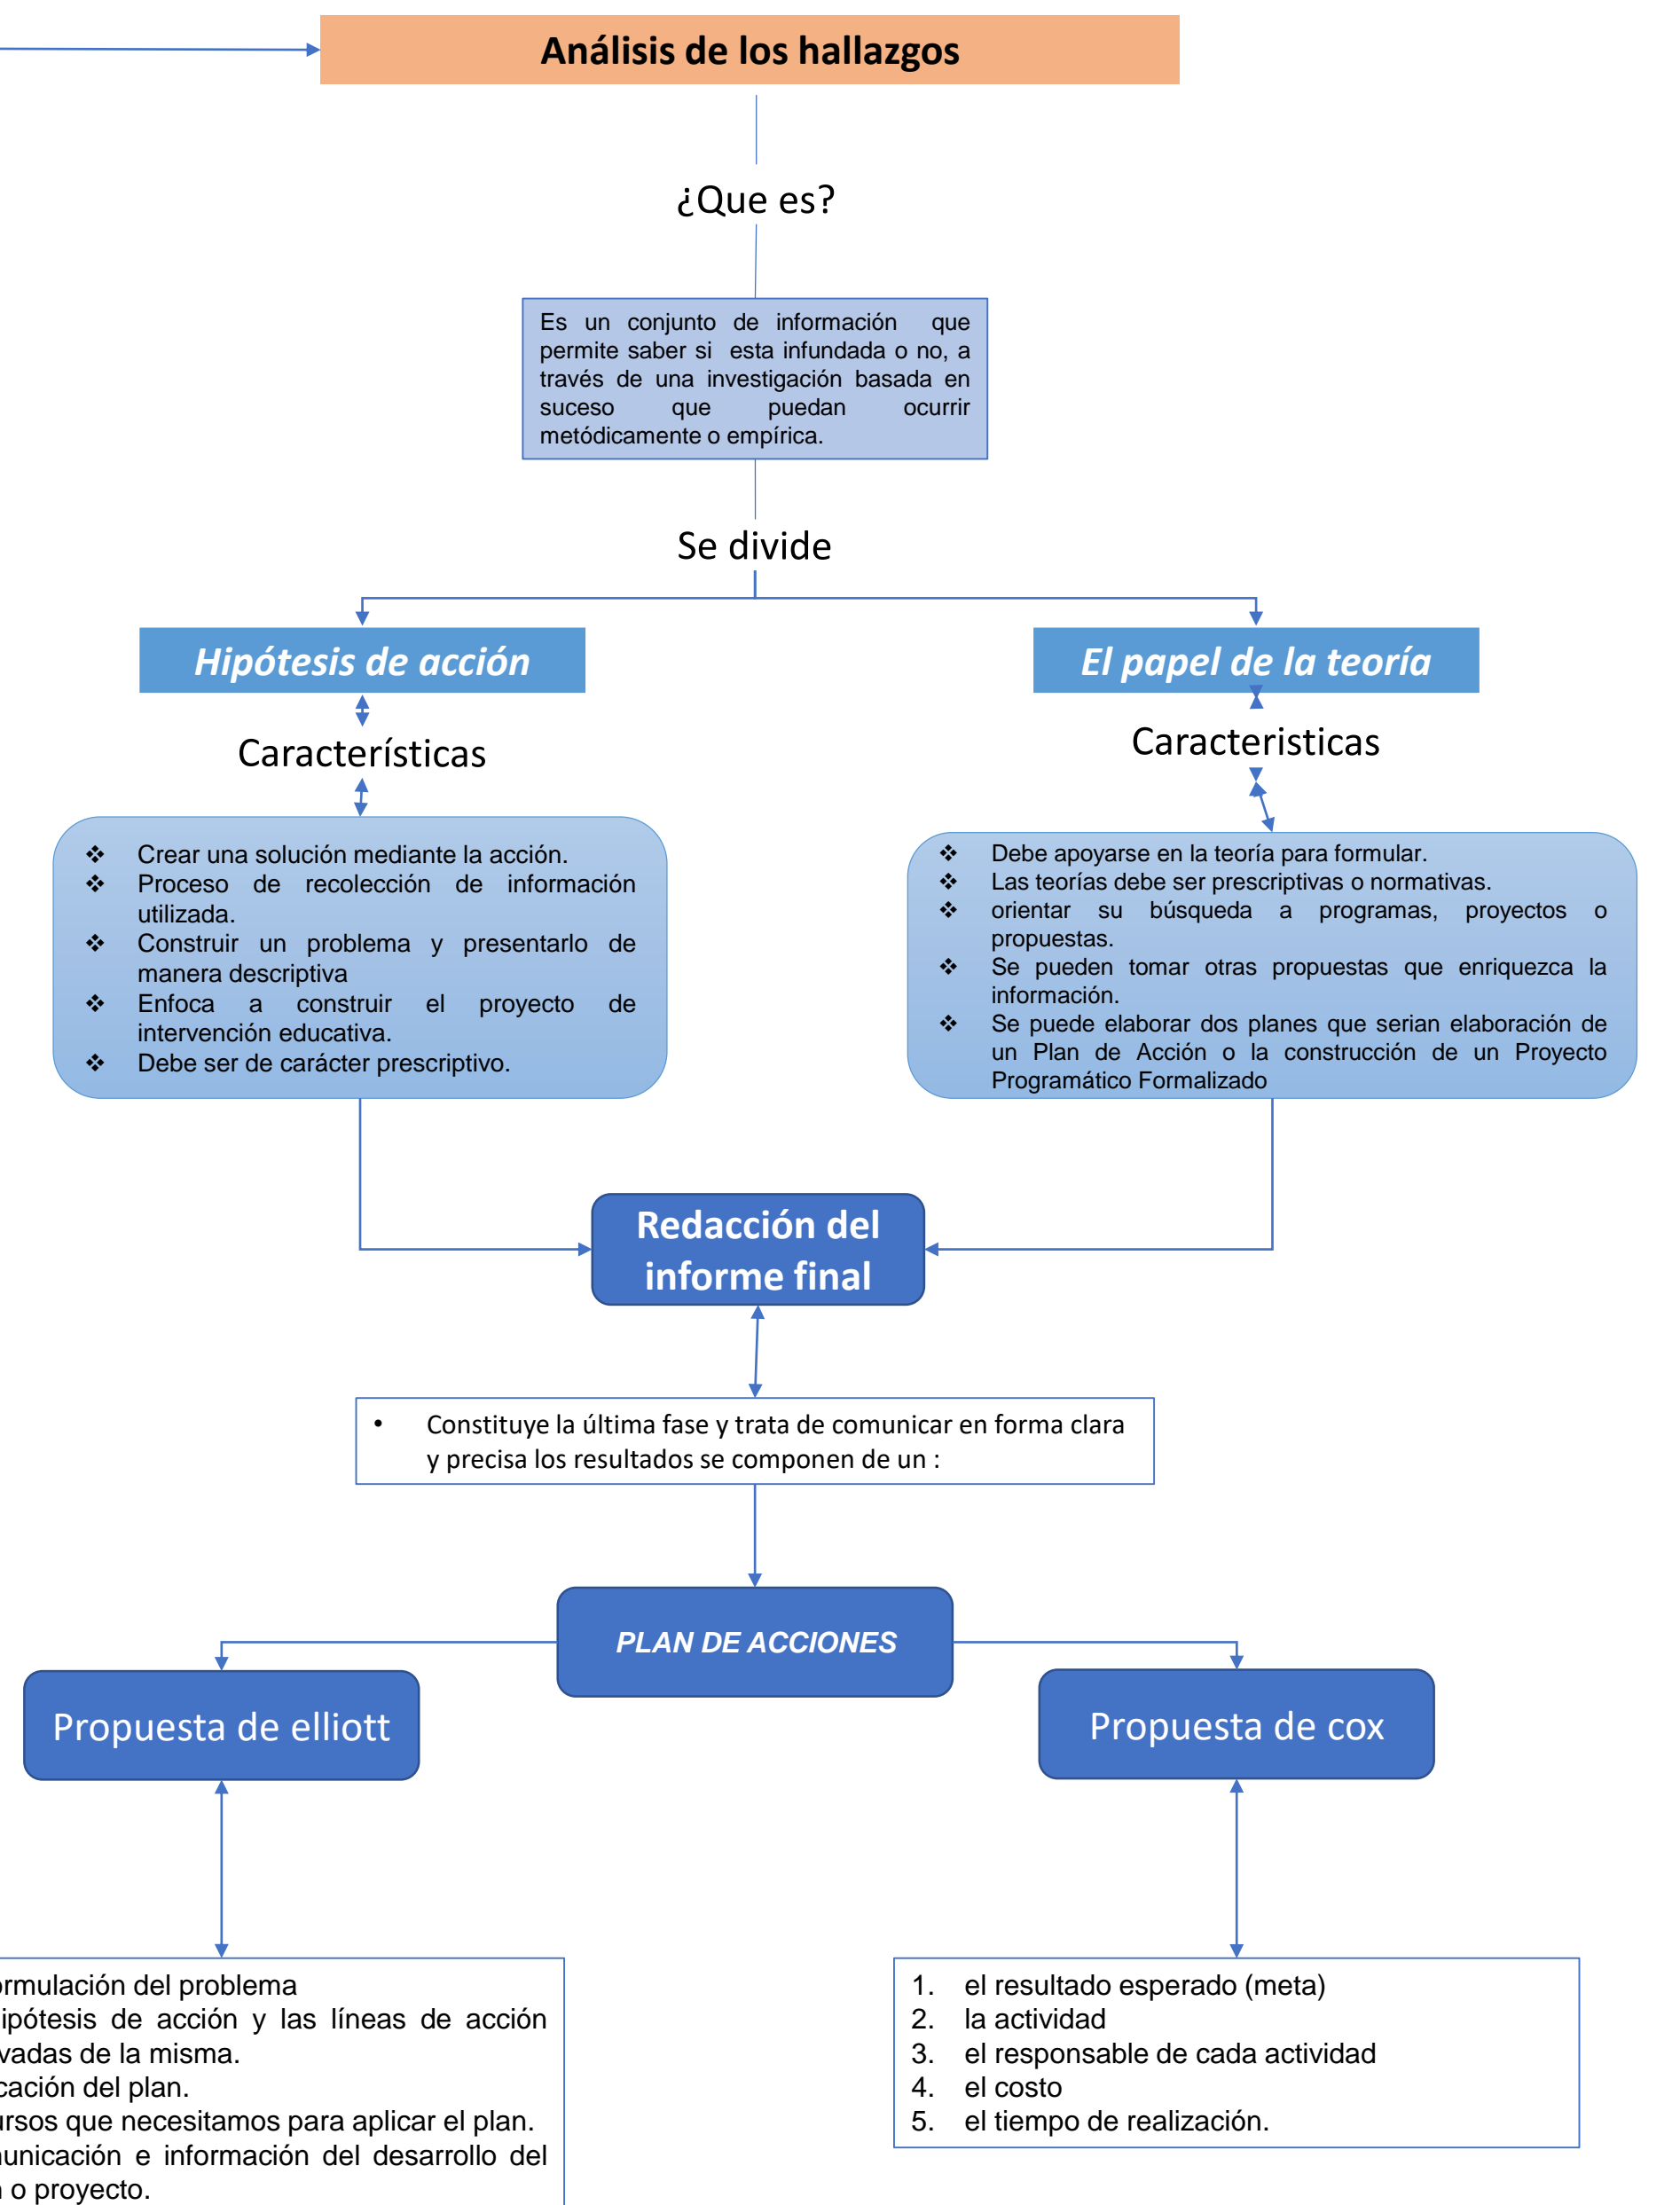 Análisis de los hallazgos
¿Que es?
Es un conjunto de información que
permite saber si esta infundada o no, a
través de una investigación basada en
suceso que puedan ocurrir
metódicamente o empírica.
Se divide
Hipótesis de acción
Característicás
❖ Crear una solución mediante la acción.
❖ Proceso de recolección de información
utilizada.
❖ Construir un problema y presentarlo de
manera descriptiva
❖ Enfoca a construir el proyecto de
intervención educativa.
❖ Debe ser de carácter prescriptivo.
El papel de la teoría
Caracteristicas
❖ Debe apoyarse en la teoría para formular.
❖ Las teorías debe ser prescriptivas o normativas.
❖ orientar su búsqueda a programas, proyectos o
propuestas.
❖ Se pueden tomar otras propuestas que enriquezca la
información.
❖ Se puede elaborar dos planes que serian elaboración de
un Plan de Acción o la construcción de un Proyecto
Programático Formalizado
Redacción del
informe final
• Constituye la última fase y trata de comunicar en forma clara
y precisa los resultados se componen de un :
PLAN DE ACCIONES
Propuesta de elliott
ormulación del problema
ipótesis de acción y las líneas de acción
vadas de la misma.
cación del plan.
ursos que necesitamos para aplicar el plan.
unicación e información del desarrollo del
o proyecto.
Propuesta de cox
1. el resultado esperado (meta)
2. la actividad
3. el responsable de cada actividad
4. el costo
5. el tiempo de realización.